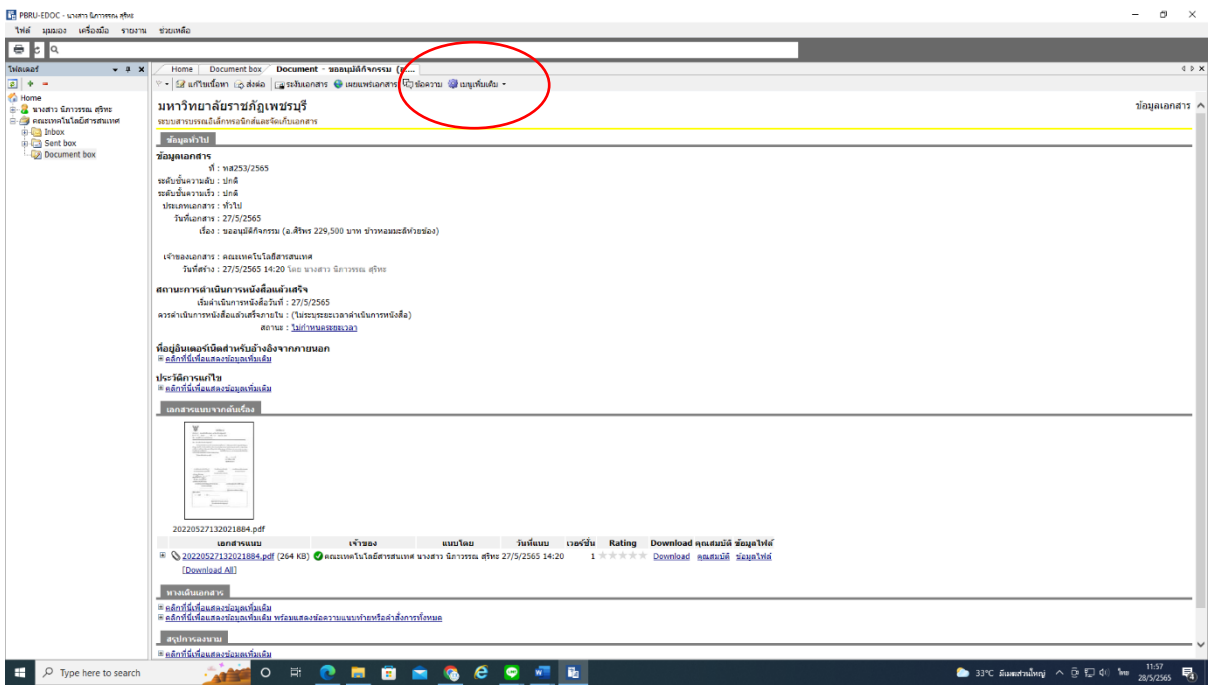 PBRU-EDOC - นางสาว นิภาวรรณ สุริทะ
ไฟล์ มุมมอง เครื่องมือ รายงาน ช่วยเหลือ
โฟลเดอร์
Home Document box Document - ขออนุมัติกิจกรรม (อ....
แก้ไขเนื้อหา ส่งต่อ ระงับเอกสาร เผยแพร่เอกสาร ข้อความ เมนูเพิ่มเติม
Home
นางสาว นิภาวรรณ สุริทะ
คณะเทคโนโลยีสารสนเทศ
Inbox
Sent box
Document box
มหาวิทยาลัยราชภัฏเพชรบุรี
ข้อมูลเอกสาร
ระบบสารบรรณอิเล็กทรอนิกส์และจัดเก็บเอกสาร
ข้อมูลทั่วไป
ข้อมูลเอกสาร
ที่ : ทส253/2565
ระดับชั้นความลับ : ปกติ
ระดับชั้นความเร็ว : ปกติ
ประเภทเอกสาร : ทั่วไป
วันที่เอกสาร : 27/5/2565
เรื่อง : ขออนุมัติกิจกรรม (อ.ศิริพร 229,500 บาท ข้าวหอมมะลิห้วยข้อง)
เจ้าของเอกสาร : คณะเทคโนโลยีสารสนเทศ
วันที่สร้าง : 27/5/2565 14:20 โดย นางสาว นิภาวรรณ สุริทะ
สถานะการดำเนินการหนังสือแล้วเสร็จ
เริ่มดำเนินการหนังสือวันที่ : 27/5/2565
ควรดำเนินการหนังสือแล้วเสร็จภายใน : (ไม่ระบุระยะเวลาดำเนินการหนังสือ)
สถานะ : ไม่กำหนดระยะเวลา
ที่อยู่อินเตอร์เน็ตสำหรับอ้างอิงจากภายนอก
คลิกที่นี่เพื่อแสดงข้อมูลเพิ่มเติม
ประวัติการแก้ไข
คลิกที่นี่เพื่อแสดงข้อมูลเพิ่มเติม
เอกสารแนบจากต้นเรื่อง
20220527132021884.pdf
เอกสารแนบ เจ้าของ แนบโดย วันที่แนบ เวอร์ชั่น Rating Download คุณสมบัติ ข้อมูลไฟล์
20220527132021884.pdf (264 KB) คณะเทคโนโลยีสารสนเทศ นางสาว นิภาวรรณ สุริทะ 27/5/2565 14:20 1 Download คุณสมบัติ ข้อมูลไฟล์
[Download All]
ทางเดินเอกสาร
คลิกที่นี่เพื่อแสดงข้อมูลเพิ่มเติม
คลิกที่นี่เพื่อแสดงข้อมูลเพิ่มเติม พร้อมแสดงข้อความแนบท้ายหรือคำสั่งการทั้งหมด
สรุปการลงนาม
คลิกที่นี่เพื่อแสดงข้อมูลเพิ่มเติม
Type here to search
33°C มีเมฆส่วนใหญ่
ไทย
11:57
28/5/2565